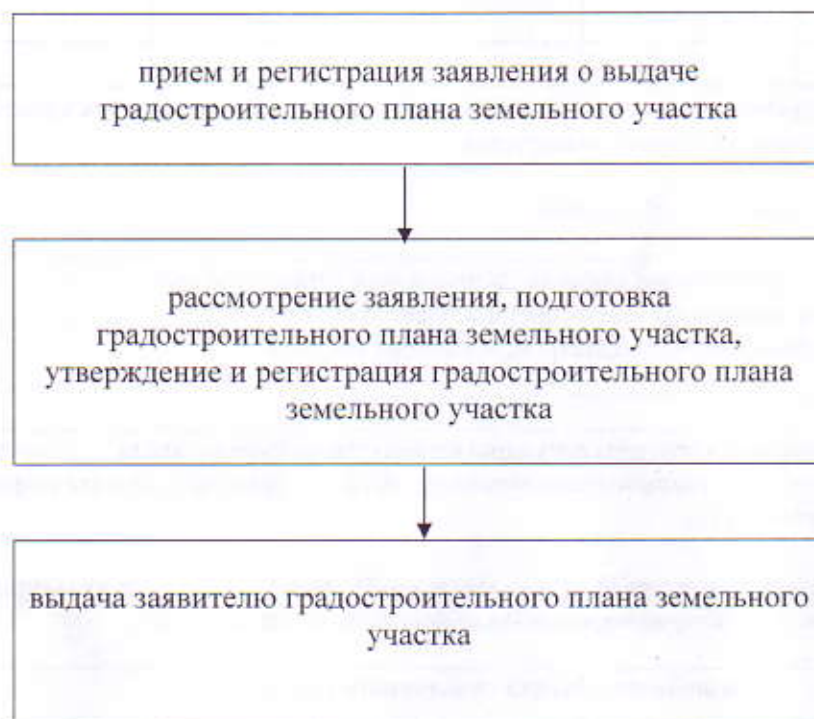 прием и регистрация заявления о выдаче
градостроительного плана земельного участка
рассмотрение заявления, подготовка
градостроительного плана земельного участка,
утверждение и регистрация градостроительного плана
земельного участка
выдача заявителю градостроительного плана земельного
участка